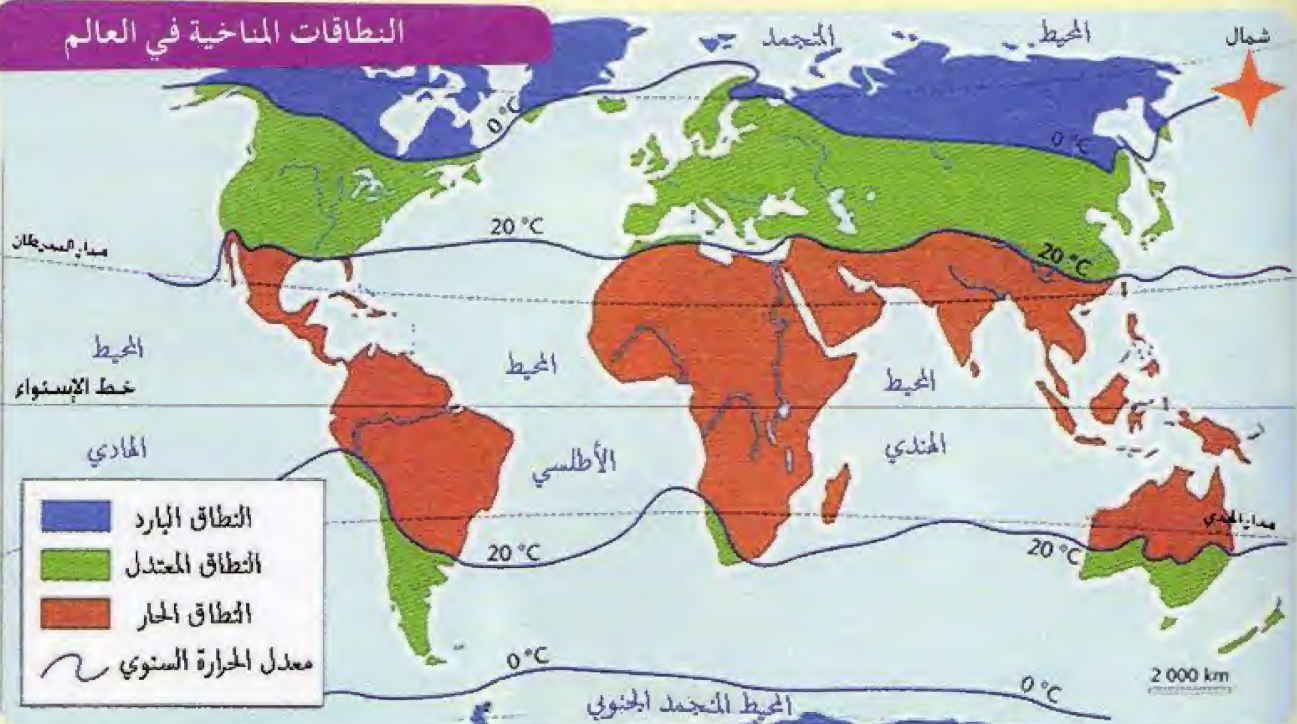 النطاقات المناخية في العالم
المحيط المنجمد
شمال
0 °C
0 °C
مدار السرطان
20 °C
20 °C
المحيط
المحيط
المحيط
خط الإستواء
الهادي
الأطلسي
الهندي
مدار الجدي
20 °C
20 °C
النطاق البارد
النطاق المعتدل
النطاق الحار
معدل الحرارة السنوي
0 °C
0 °C
2 000 km
المحيط المنجمد الجنوبي